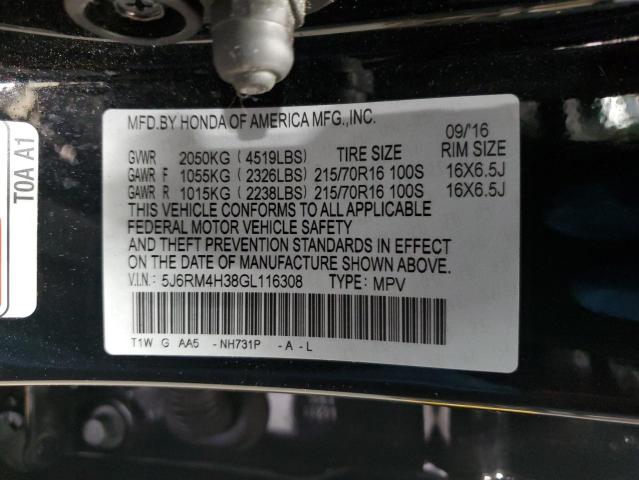 MFD.BY HONDA OF AMERICA MFG.,INC. 09/16
GVWR 2050KG (4519LBS) TIRE SIZE RIM SIZE
GAWR F 1055KG (2326LBS) 215/70R16 100S 16X6.5J
GAWR R 1015KG (2238LBS) 215/70R16 100S 16X6.5J
THIS VEHICLE CONFORMS TO ALL APPLICABLE
FEDERAL MOTOR VEHICLE SAFETY
AND THEFT PREVENTION STANDARDS IN EFFECT
ON THE DATE OF MANUFACTURE SHOWN ABOVE.
V.I.N.: 5J6RM4H38GL116308 TYPE: MPV
T1W G AA5 -NH731P -A-L
T0A A1